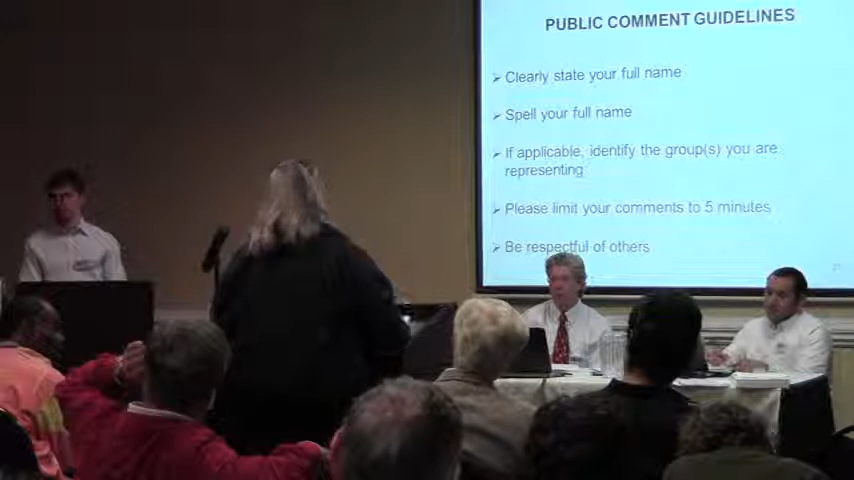 PUBLIC COMMENT GUIDELINES
➢ Clearly state your full name
➢ Spell your full name
➢ If applicable, identify the group(s) you are
representing
➢ Please limit your comments to 5 minutes
➢ Be respectful of others